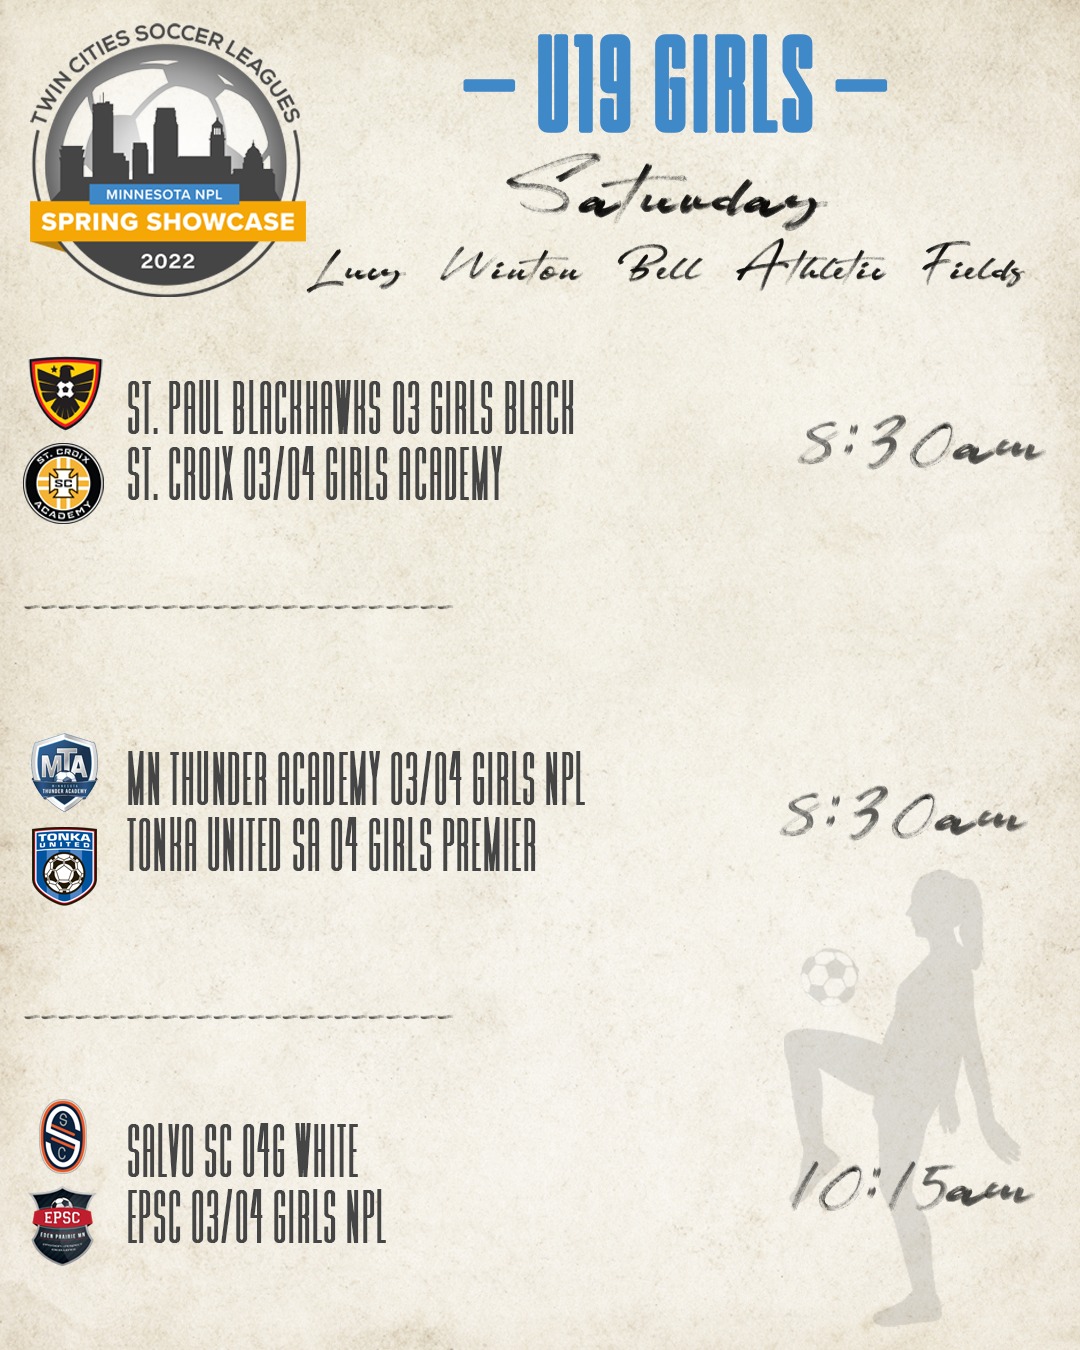 TWIN CITIES SOCCER LEAGUES
MINNESOTA NPL
SPRING SHOWCASE
2022
— U19 GIRLS —
Saturday
Lucy Winton Bell Athletic Fields
ST. PAUL BLACKHAWKS 03 GIRLS BLACK
ST. CROIX 03/04 GIRLS ACADEMY
8:30am
ST. CROIX
SC
ACADEMY
MN THUNDER ACADEMY 03/04 GIRLS NPL
TONKA UNITED SA 04 GIRLS PREMIER
8:30am
MTA
MINNESOTA
THUNDER ACADEMY
TONKA
UNITED
SALVO SC 04G WHITE
EPSC 03/04 GIRLS NPL
10:15am
S
S
C
EPSC
EDEN PRAIRIE MN